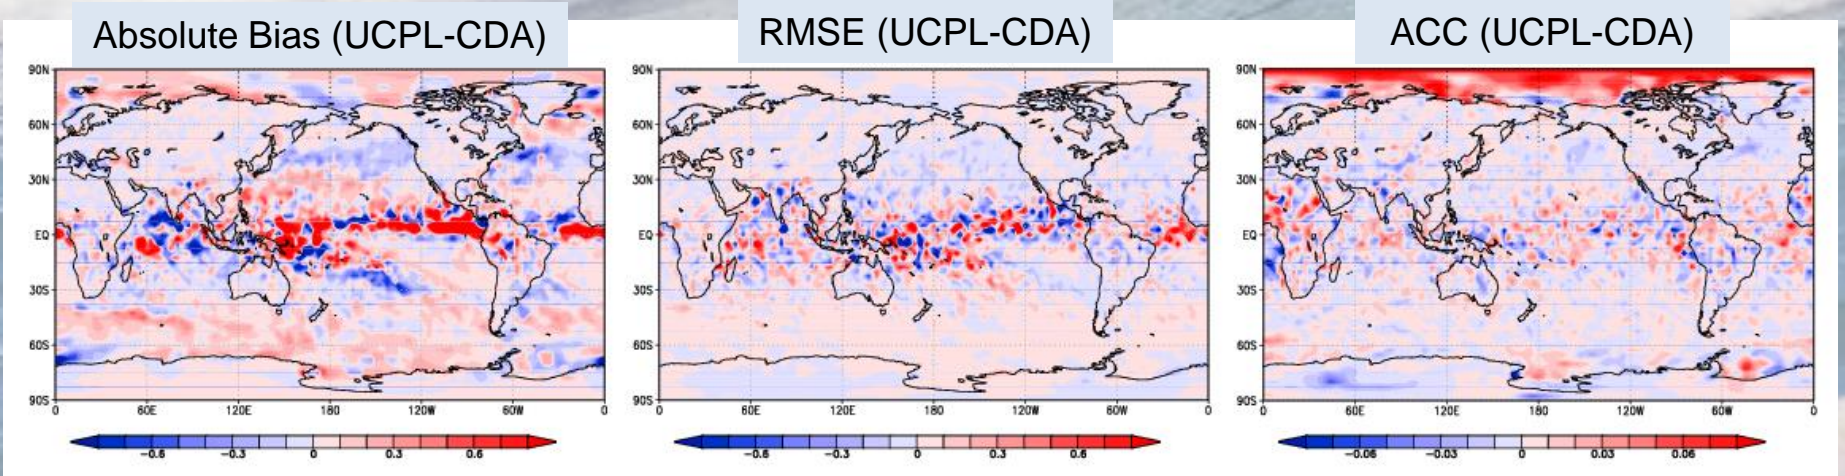 Absolute Bias (UCPL-CDA)
RMSE (UCPL-CDA)
ACC (UCPL-CDA)
90N
60N
30N
EQ
30S
60S
90S
0 60E 120E 180 120W 60W 0
-0.6 -0.3 0 0.3 0.6
90N
60N
30N
EQ
30S
60S
90S
0 60E 120E 180 120W 60W 0
-0.6 -0.3 0 0.3 0.6
90N
60N
30N
EQ
30S
60S
90S
0 60E 120E 180 120W 60W 0
-0.06 -0.03 0 0.03 0.06